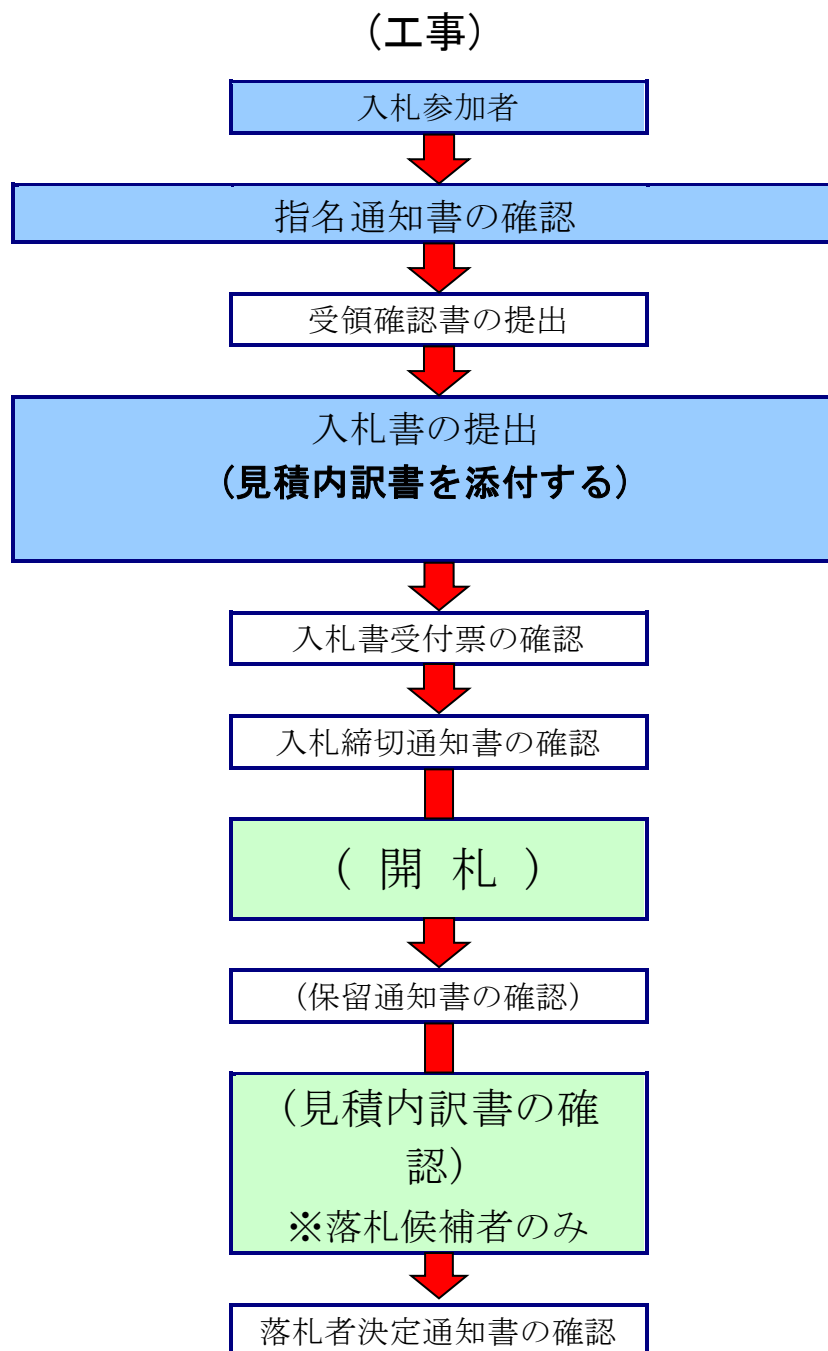 （工事）
入札参加者
指名通知書の確認
受領確認書の提出
入札書の提出
（見積内訳書を添付する）
入札書受付票の確認
入札締切通知書の確認
（ 開 札 ）
（保留通知書の確認）
（見積内訳書の確
認）
※落札候補者のみ
落札者決定通知書の確認